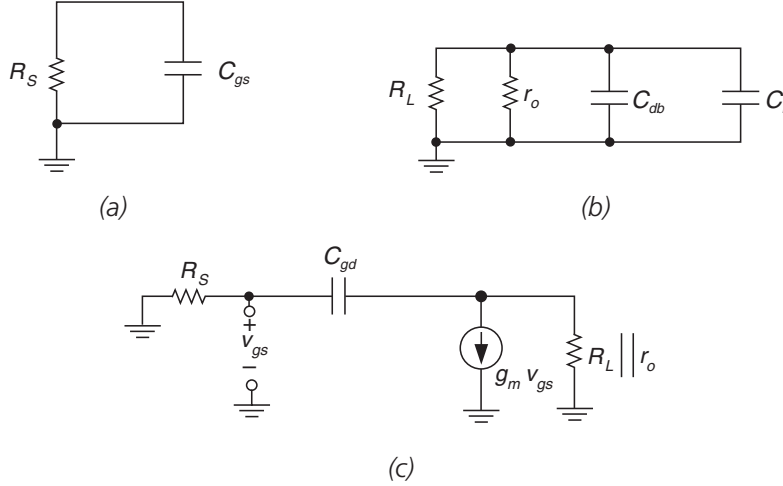 R_S
C_gs
(a)
R_L
r_o
C_db
C
(b)
R_S
C_gd
+
v_gs
–
g_m v_gs
R_L || r_o
(c)